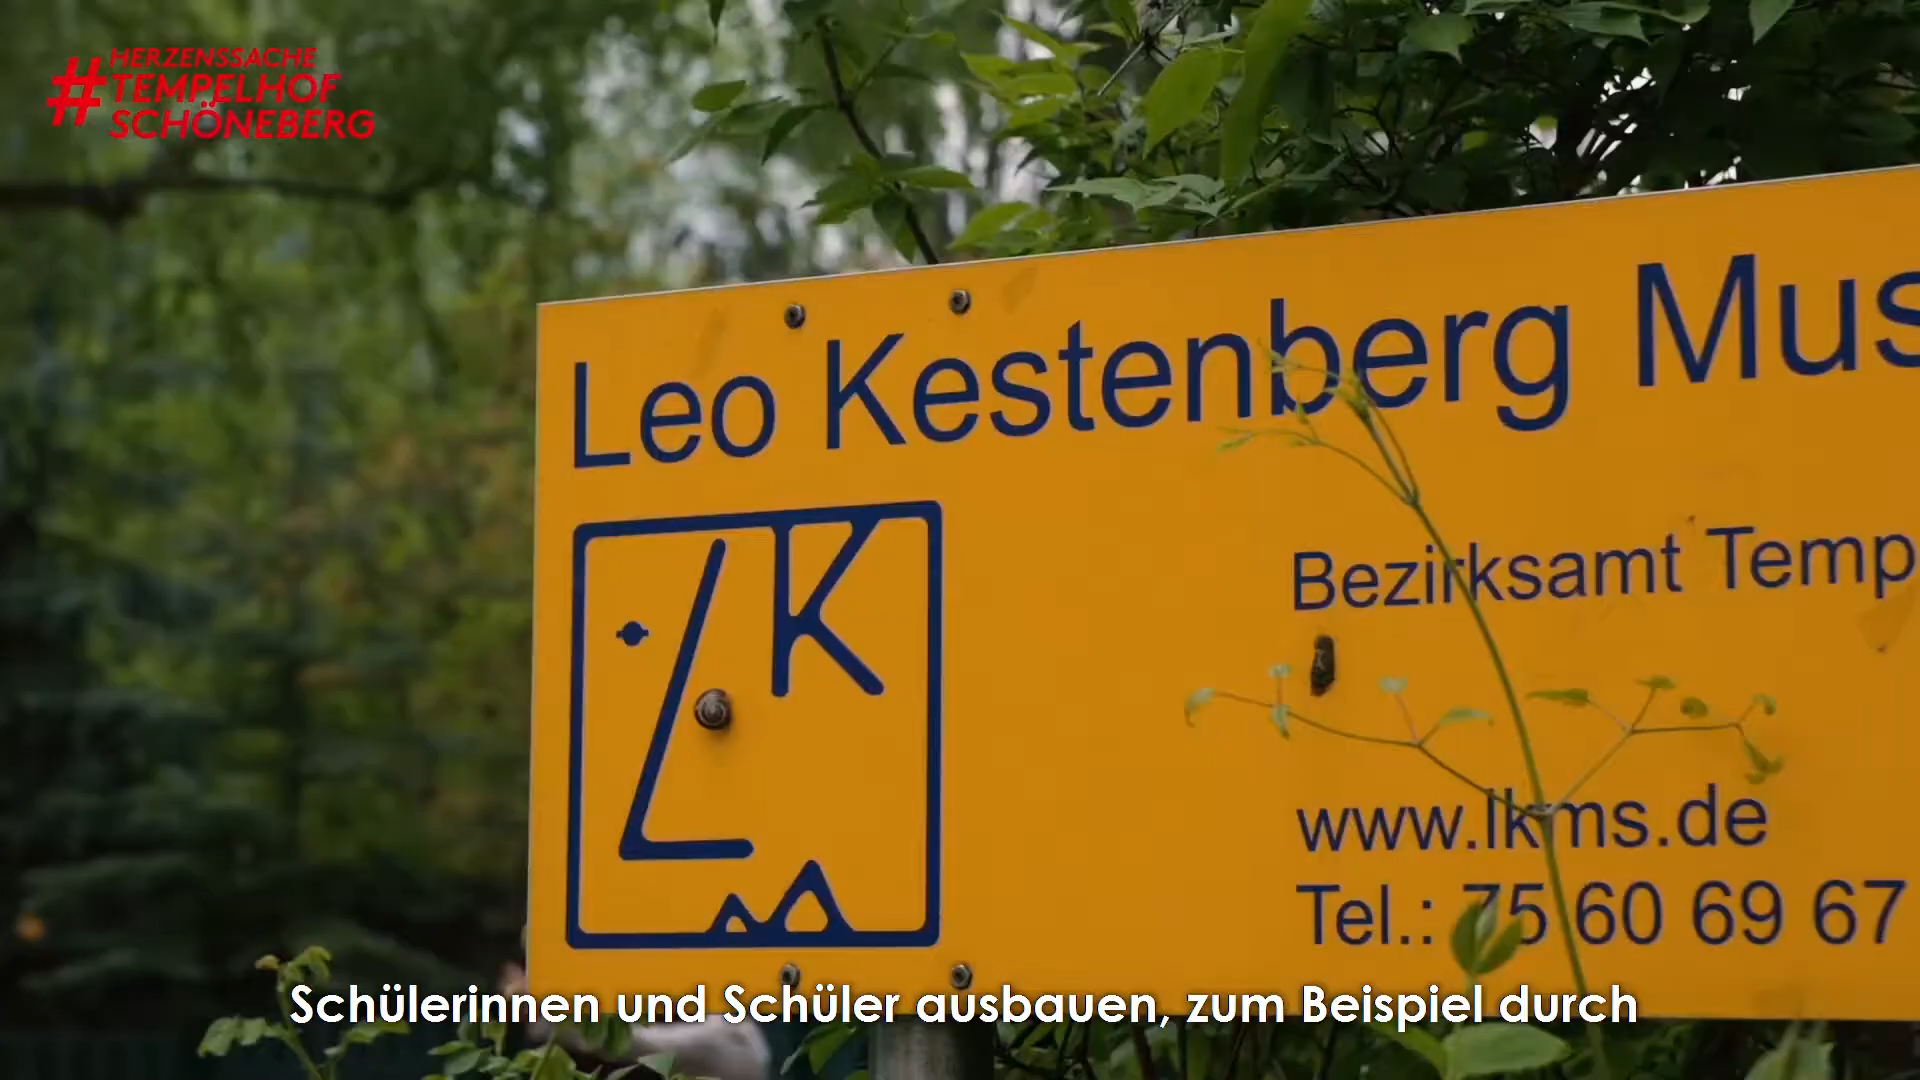 #HERZENSSACHE
TEMPELHOF
SCHÖNEBERG
Leo Kestenberg Mus
LK
Bezirksamt Temp
www.lkms.de
Tel.: 75 60 69 67
Schülerinnen und Schüler ausbauen, zum Beispiel durch